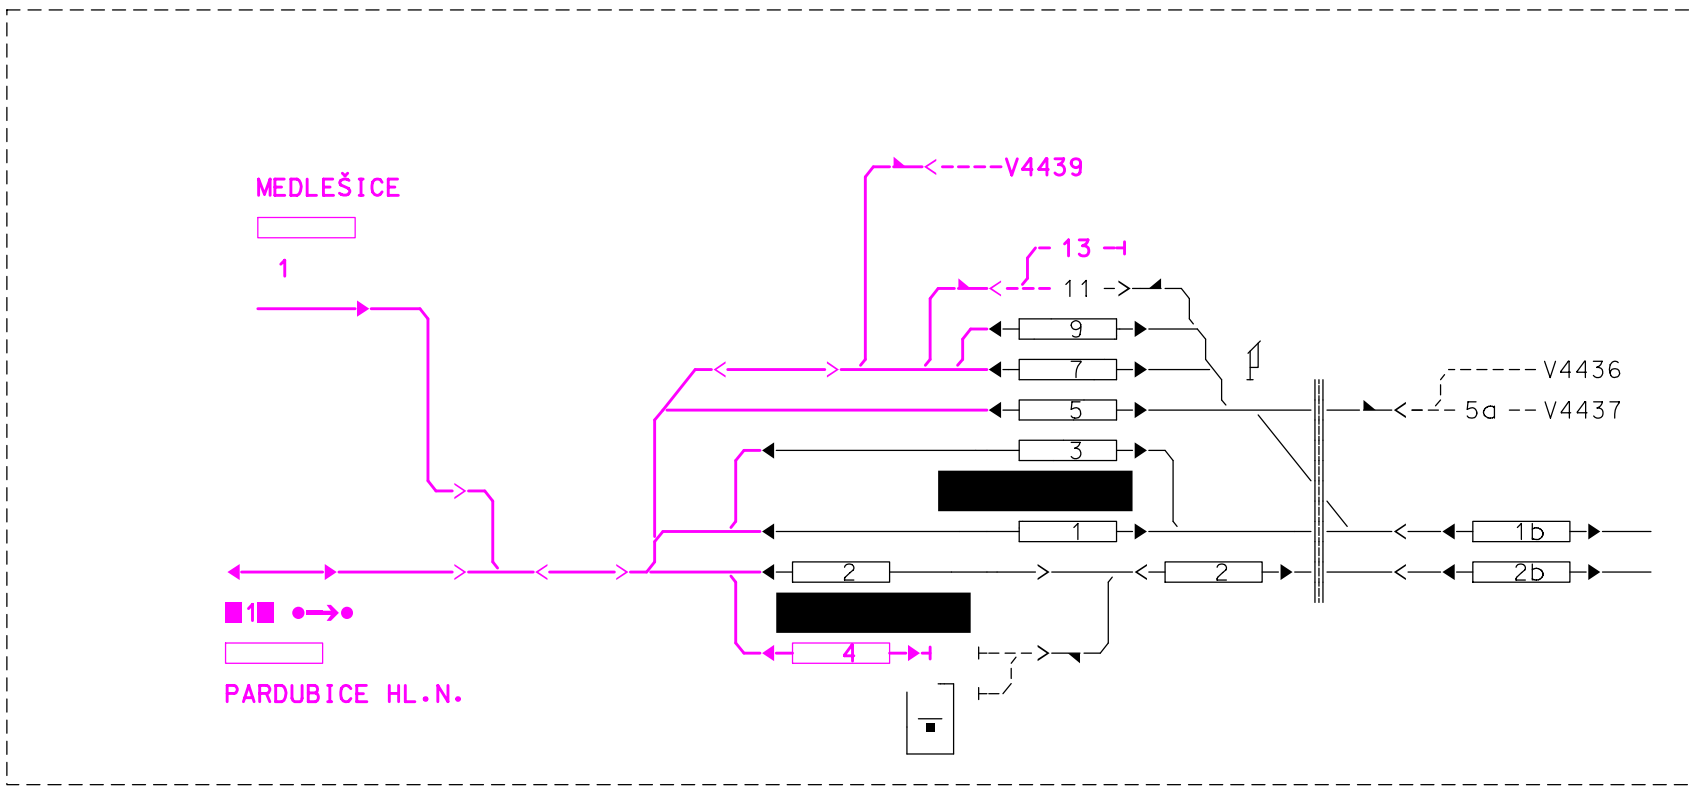 V4439
MEDLEŠICE
13
1
11
9
7
V4436
5
5a
V4437
3
1
1b
2
2
2b
1
4
PARDUBICE HL.N.